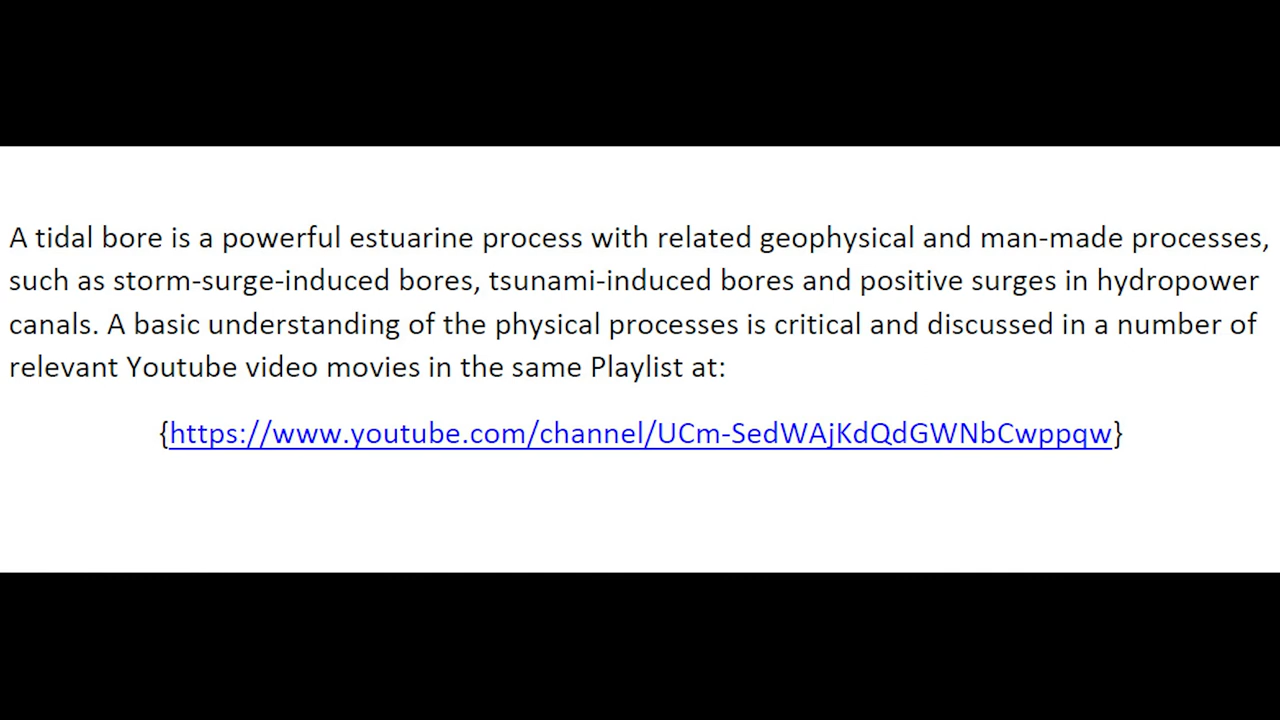 A tidal bore is a powerful estuarine process with related geophysical and man-made processes,
such as storm-surge-induced bores, tsunami-induced bores and positive surges in hydropower
canals. A basic understanding of the physical processes is critical and discussed in a number of
relevant Youtube video movies in the same Playlist at:
{https://www.youtube.com/channel/UCm-SedWAjKdQdGWNbCwppqw}